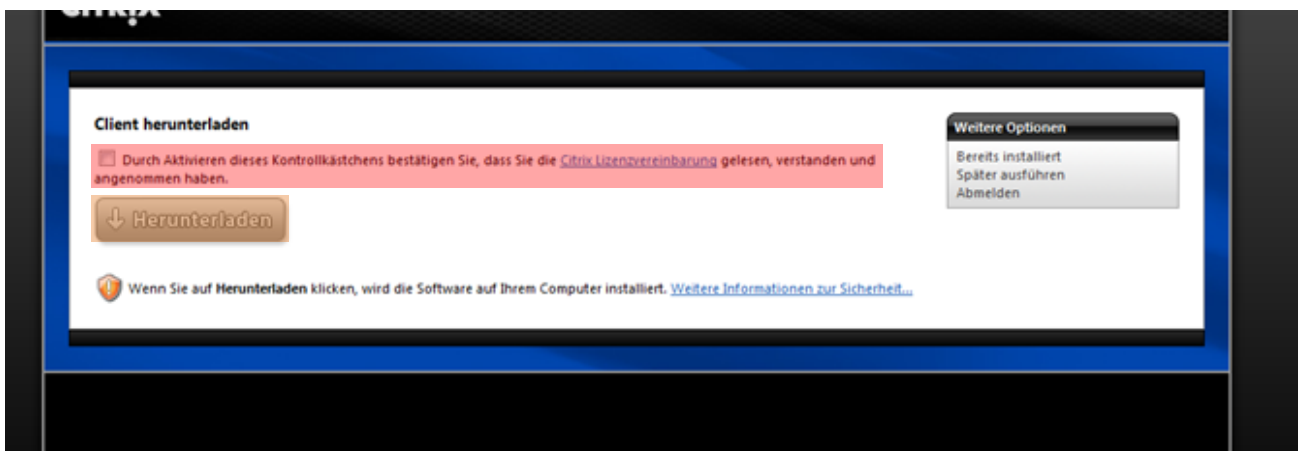 Client herunterladen
Durch Aktivieren dieses Kontrollkästchens bestätigen Sie, dass Sie die Citrix Lizenzvereinbarung gelesen, verstanden und
angenommen haben.
Herunterladen
Wenn Sie auf Herunterladen klicken, wird die Software auf Ihrem Computer installiert. Weitere Informationen zur Sicherheit...
Weitere Optionen
Bereits installiert
Später ausführen
Abmelden